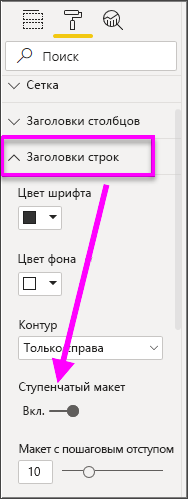 Поиск
Сетка
Заголовки столбцов
Заголовки строк
Цвет шрифта
Цвет фона
Контур
Только справа
Ступенчатый макет
Вкл.
Макет с пошаговым отступом
10